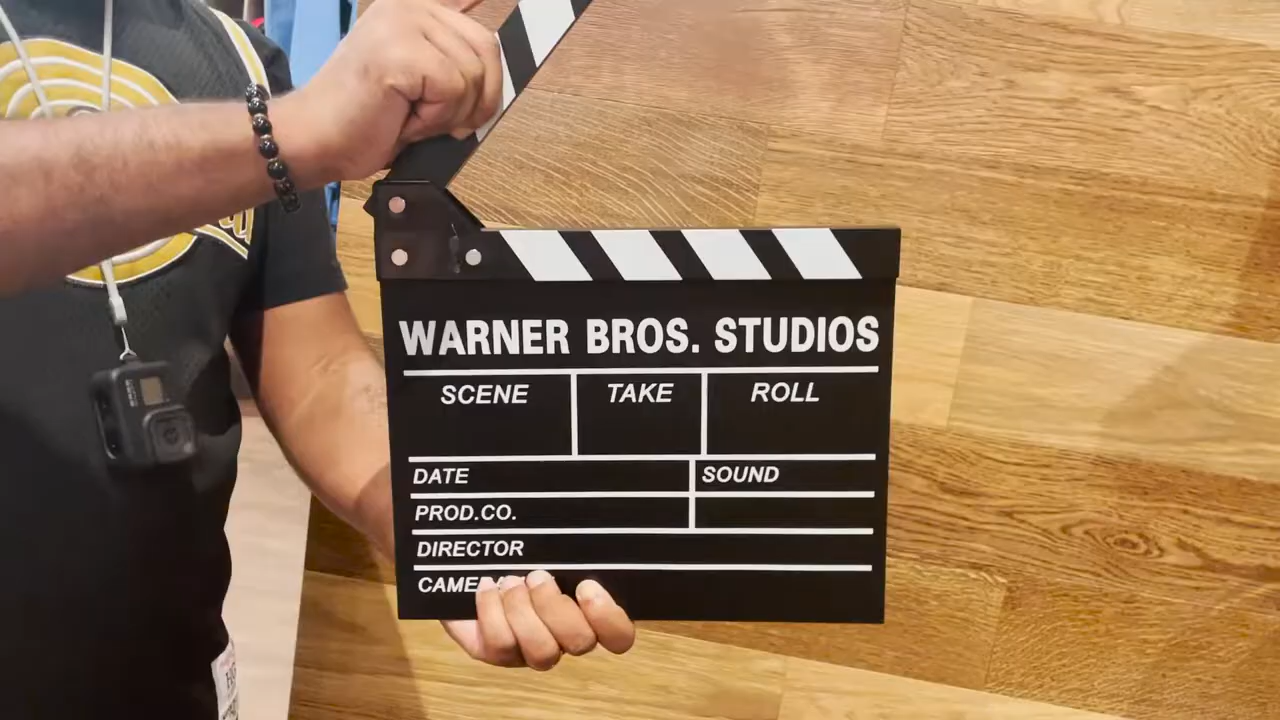 WARNER BROS. STUDIOS
SCENE TAKE ROLL
DATE SOUND
PROD.CO.
DIRECTOR